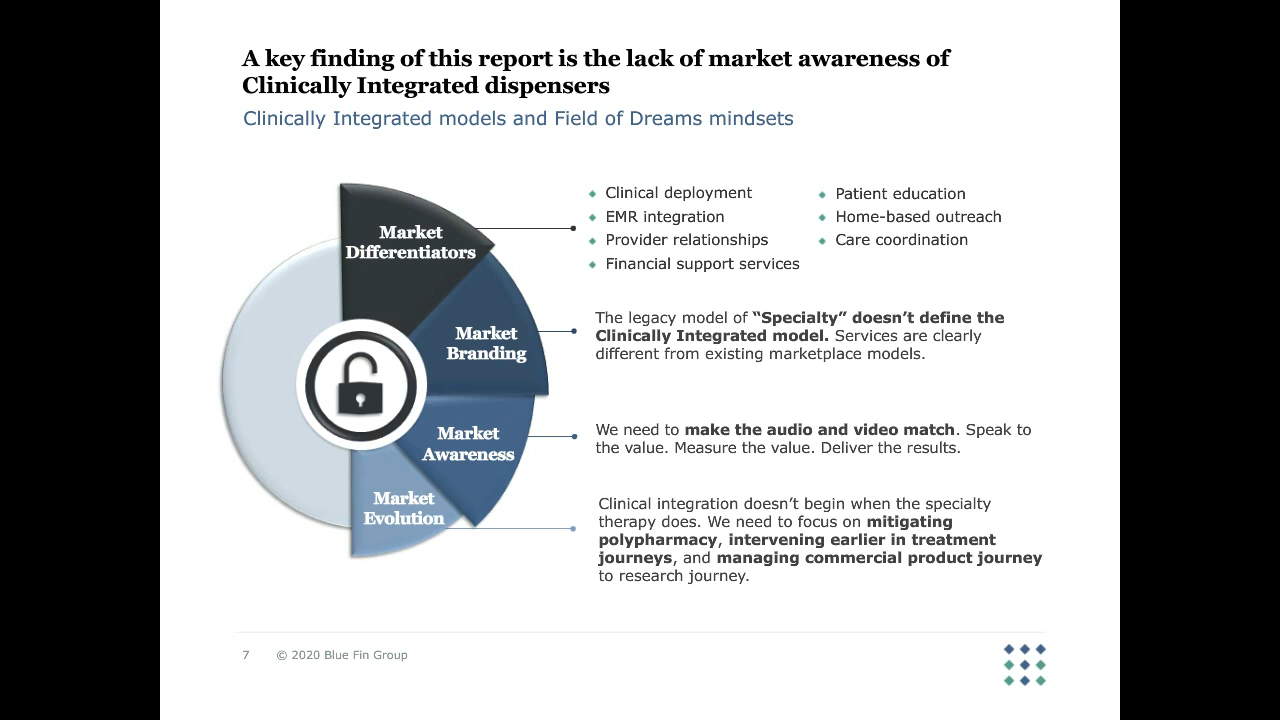 A key finding of this report is the lack of market awareness of
Clinically Integrated dispensers
Clinically Integrated models and Field of Dreams mindsets
Market
Differentiators
Clinical deployment
EMR integration
Provider relationships
Financial support services
Patient education
Home-based outreach
Care coordination
Market
Branding
The legacy model of “Specialty” doesn’t define the
Clinically Integrated model. Services are clearly
different from existing marketplace models.
Market
Awareness
We need to make the audio and video match. Speak to
the value. Measure the value. Deliver the results.
Market
Evolution
Clinical integration doesn’t begin when the specialty
therapy does. We need to focus on mitigating
polypharmacy, intervening earlier in treatment
journeys, and managing commercial product journey
to research journey.
7 © 2020 Blue Fin Group